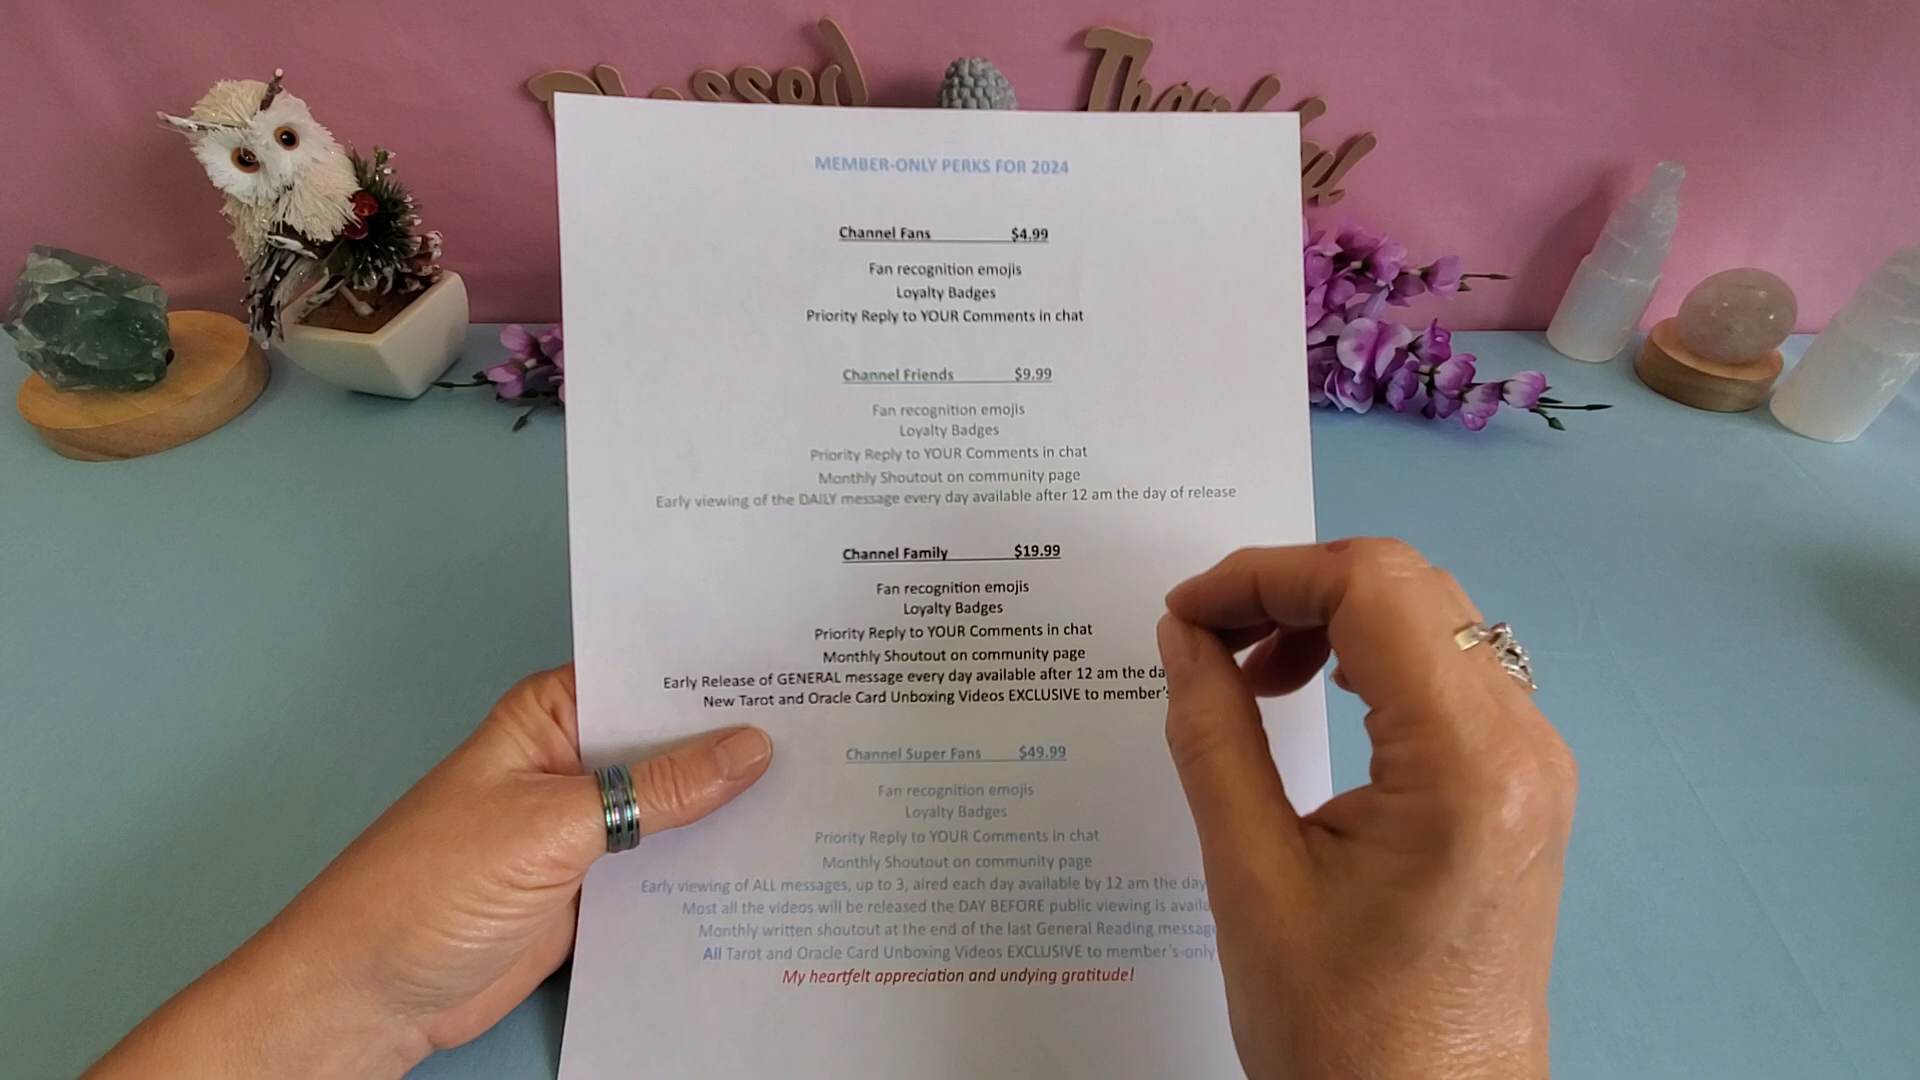 Blessed
Thankful
MEMBER-ONLY PERKS FOR 2024
Channel Fans $4.99
Fan recognition emojis
Loyalty Badges
Priority Reply to YOUR Comments in chat
Channel Friends $9.99
Fan recognition emojis
Loyalty Badges
Priority Reply to YOUR Comments in chat
Monthly Shoutout on community page
Early viewing of the DAILY message every day available after 12 am the day of release
Channel Family $19.99
Fan recognition emojis
Loyalty Badges
Priority Reply to YOUR Comments in chat
Monthly Shoutout on community page
Early Release of GENERAL message every day available after 12 am the
New Tarot and Oracle Card Unboxing Videos EXCLUSIVE to member's
Channel Super Fans $49.99
Fan recognition emojis
Loyalty Badges
Priority Reply to YOUR Comments in chat
Monthly Shoutout on community page
Early viewing of ALL messages, up to 3, aired each day available by 12 am the day
Most all the videos will be released the DAY BEFORE public viewing is
Monthly written shoutout at the end of the last General Reading
All Tarot and Oracle Card Unboxing Videos EXCLUSIVE to member's-only
My heartfelt appreciation and undying gratitude!